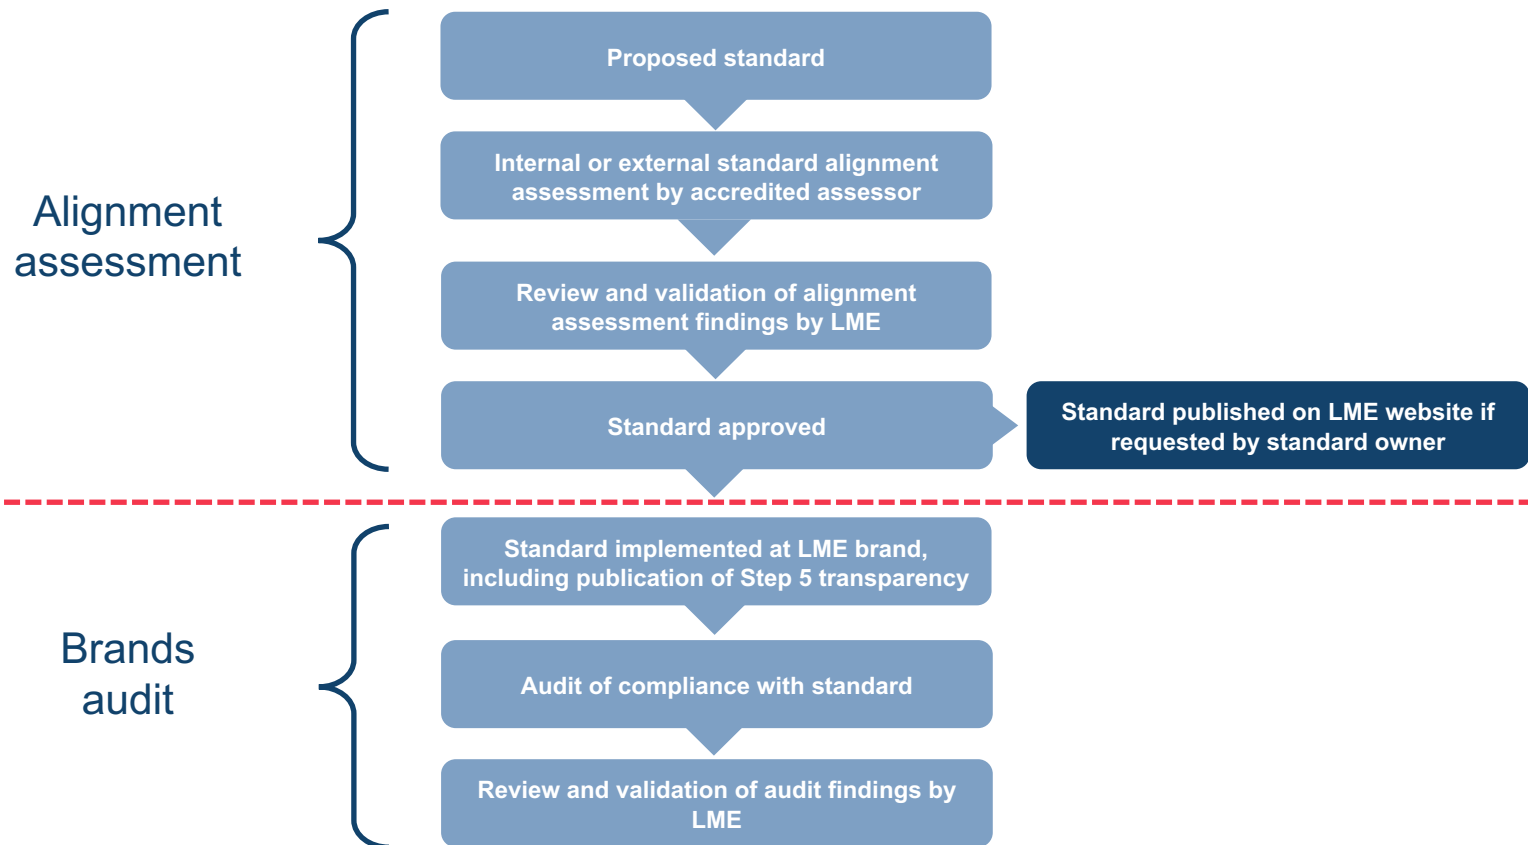 Proposed standard
Internal or external standard alignment
assessment by accredited assessor
Alignment
assessment
Review and validation of alignment
assessment findings by LME
Standard approved
Standard published on LME website if
requested by standard owner
Standard implemented at LME brand,
including publication of Step 5 transparency
Brands
audit
Audit of compliance with standard
Review and validation of audit findings by
LME